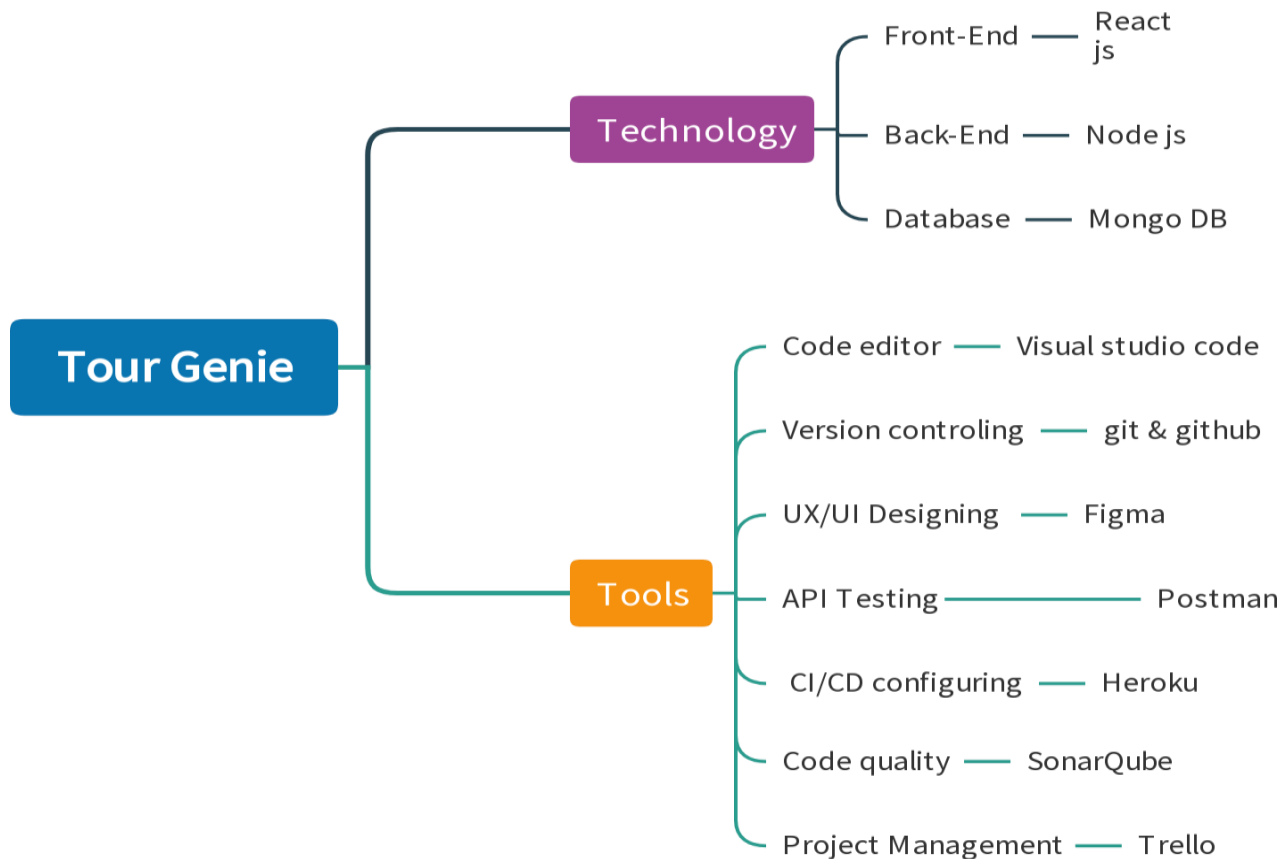 Tour Genie
Technology
Front-End
React
js
Back-End
Node js
Database
Mongo DB
Tools
Code editor
Visual studio code
Version controling
git & github
UX/UI Designing
Figma
API Testing
Postman
CI/CD configuring
Heroku
Code quality
SonarQube
Project Management
Trello